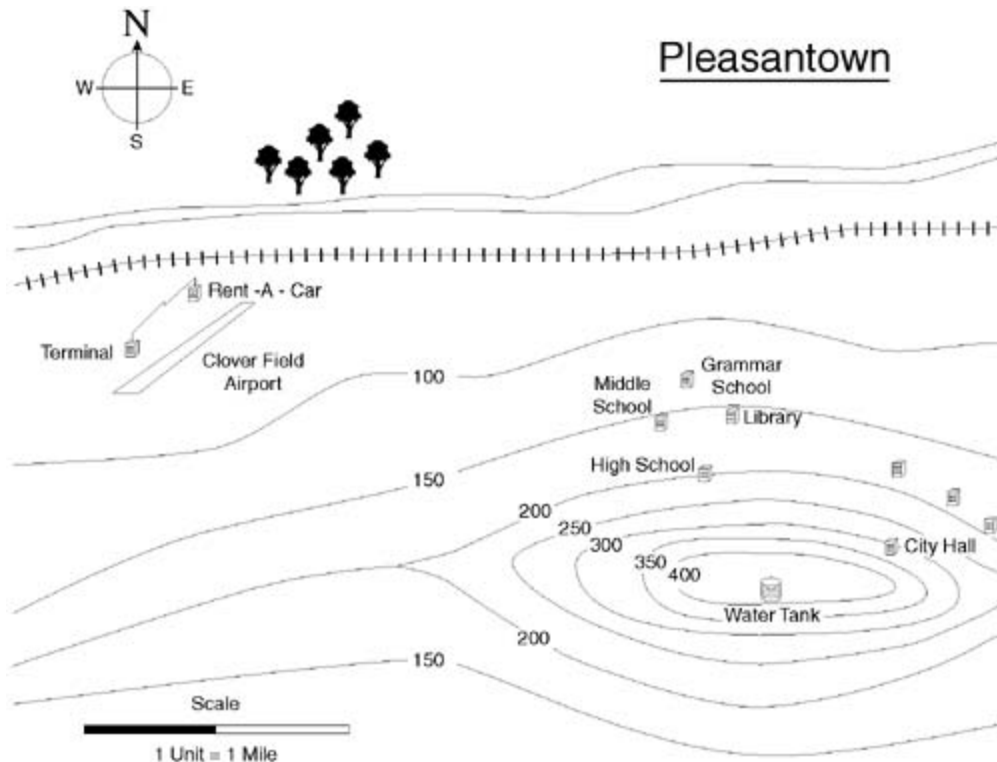 N
Pleasantown
W
E
S
Rent -A - Car
Terminal
Clover Field
Airport
100
Grammar
School
Middle
School
Library
150
High School
200
250
300
City Hall
350
400
Water Tank
200
150
Scale
1 Unit = 1 Mile